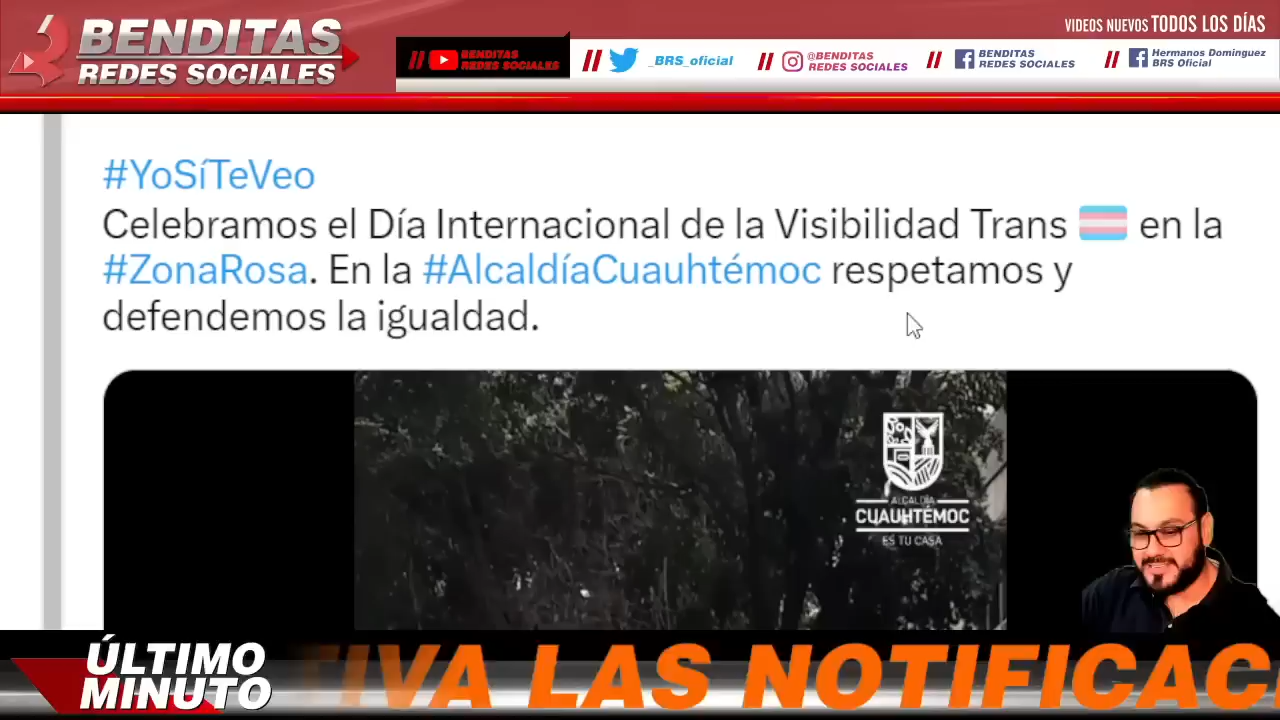 BENDITAS
REDES SOCIALES
VIDEOS NUEVOS TODOS LOS DÍAS
BENDITAS
REDES SOCIALES
_BRS_oficial
@BENDITAS
REDES SOCIALES
BENDITAS
REDES SOCIALES
Hermanos Dominguez
BRS Oficial
#YoSíTeVeo
Celebramos el Día Internacional de la Visibilidad Trans en la
#ZonaRosa. En la #AlcaldíaCuauhtémoc respetamos y
defendemos la igualdad.
ALCALDÍA
CUAUHTÉMOC
ES TU CASA
ÚLTIMO
MINUTO
TIVA LAS NOTIFICAC